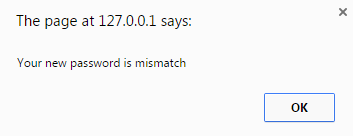 The page at 127.0.0.1 says:
Your new password is mismatch
OK